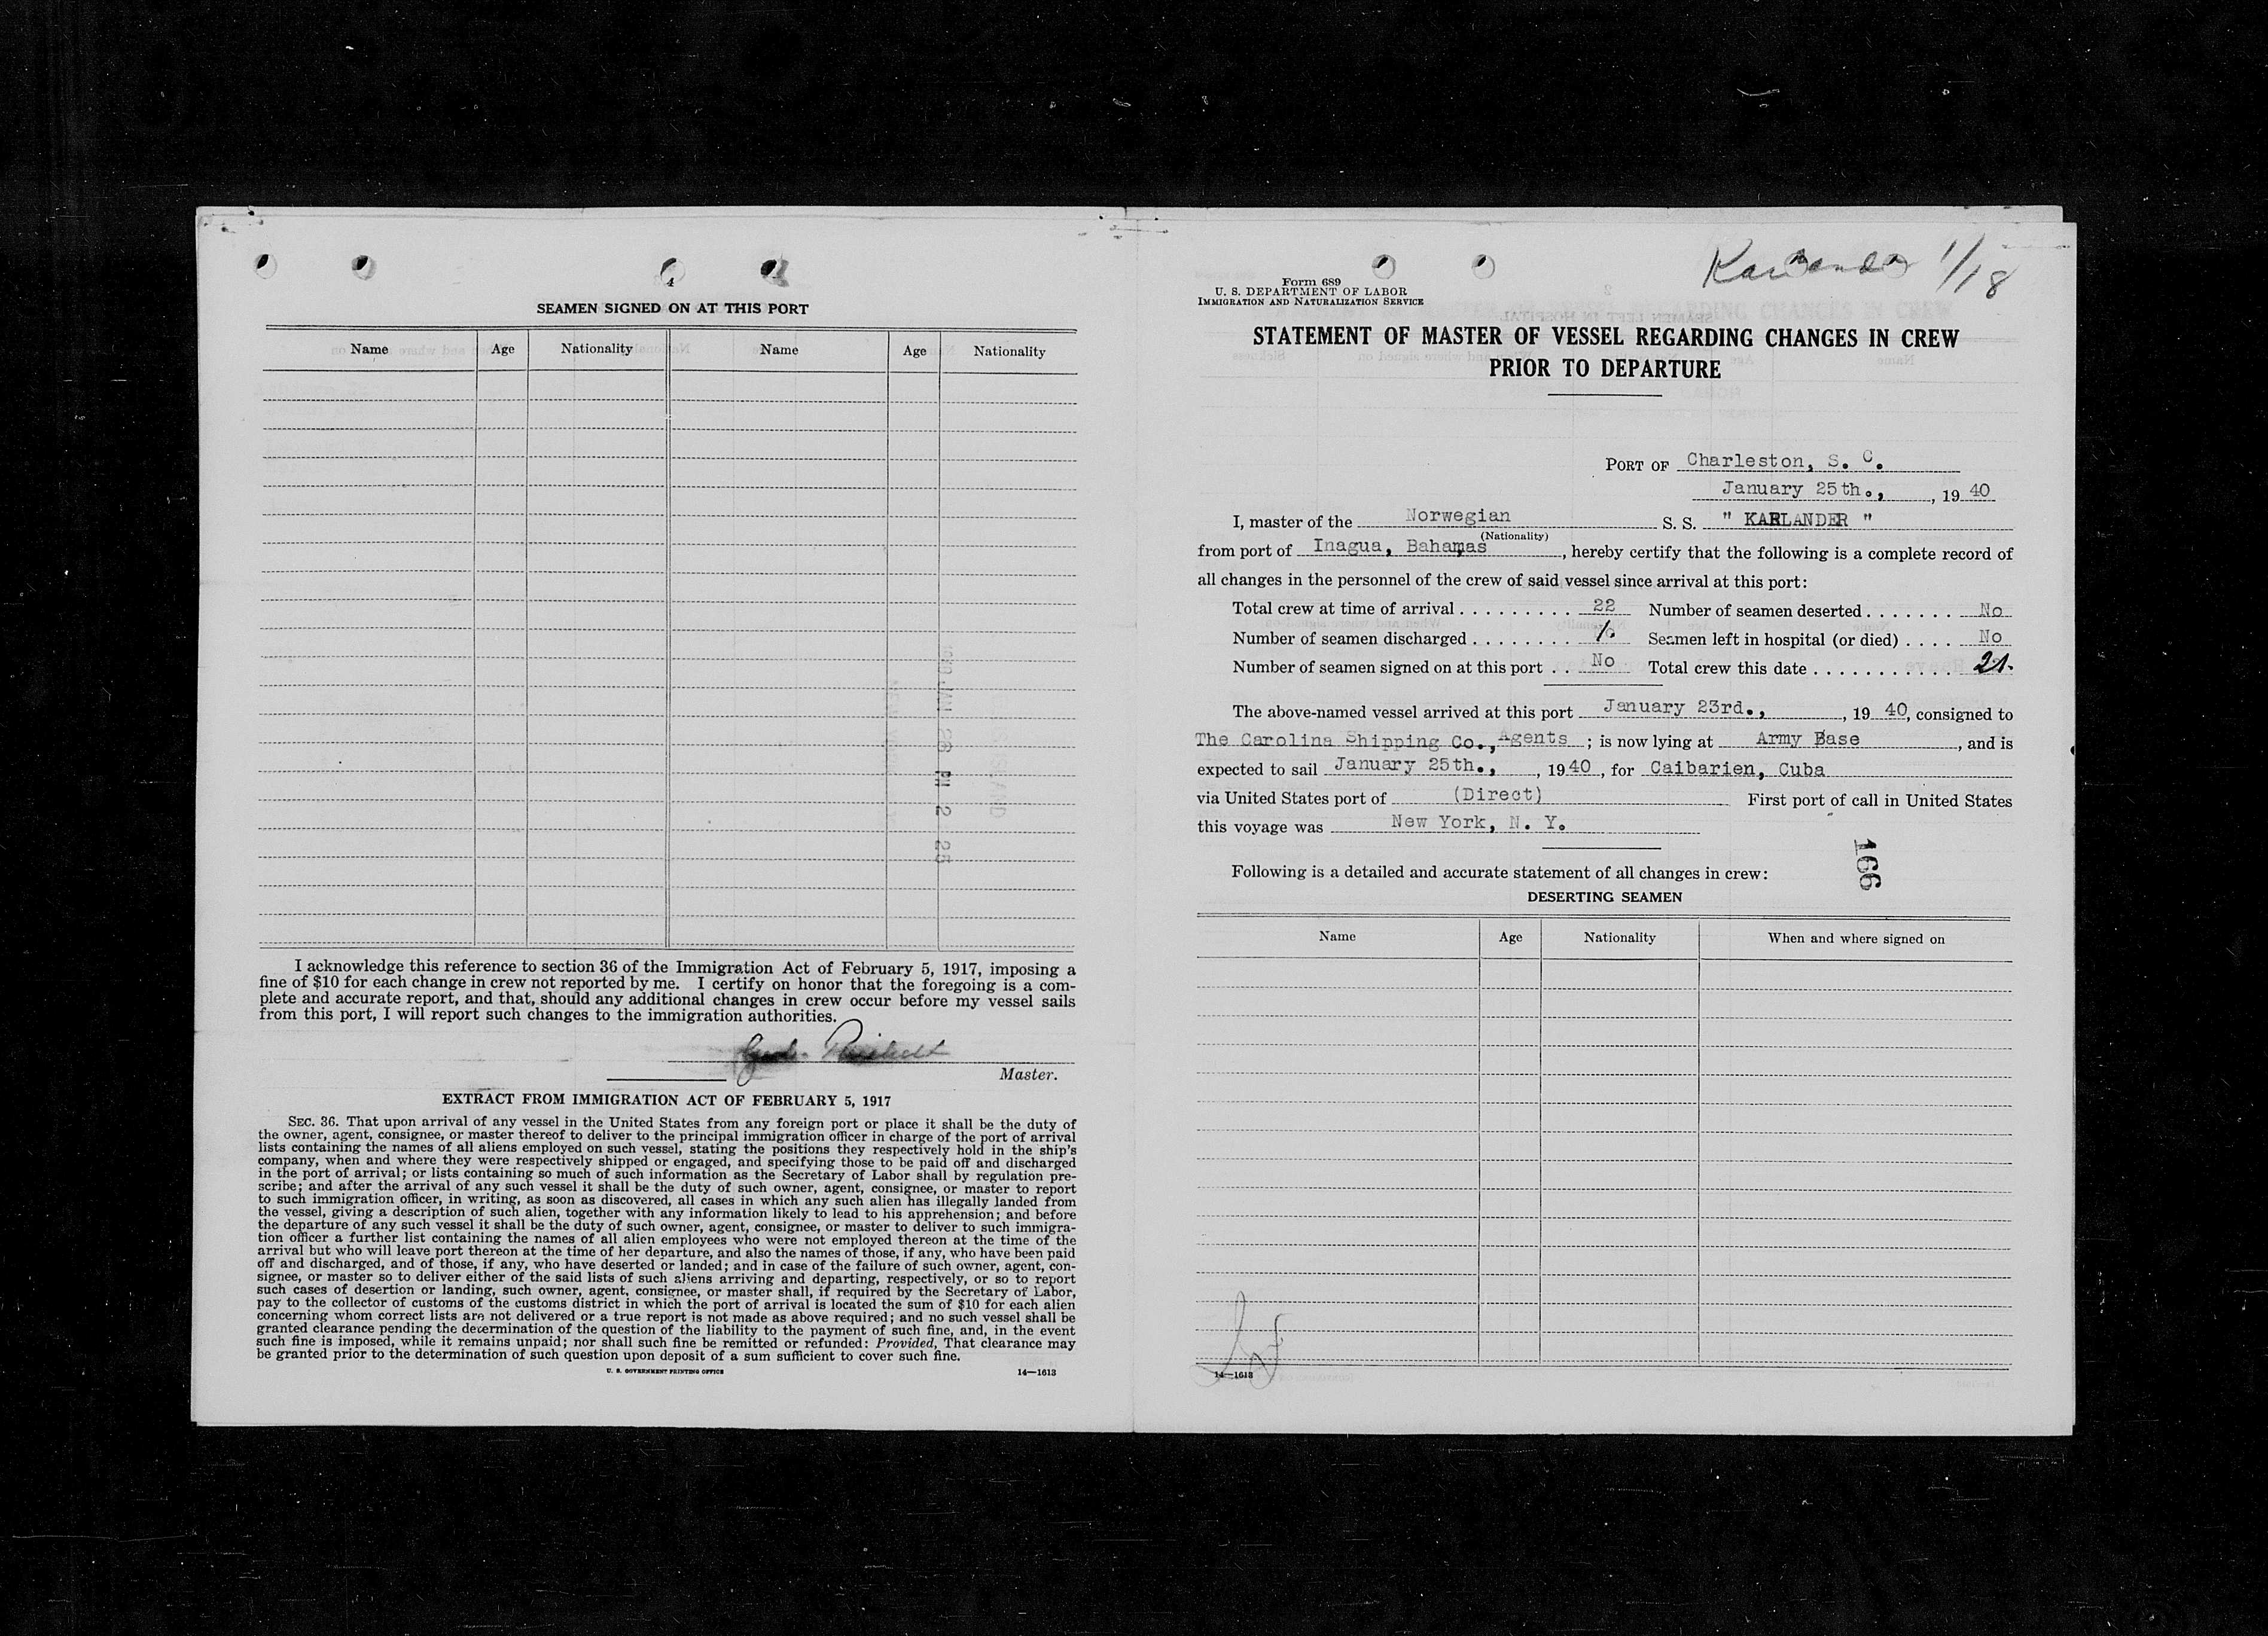 SEAMEN SIGNED ON AT THIS PORT
Name Age Nationality Name Age Nationality
I acknowledge this reference to section 36 of the Immigration Act of February 5, 1917, imposing a
fine of $10 for each change in crew not reported by me. I certify on honor that the foregoing is a com-
plete and accurate report, and that, should any additional changes in crew occur before my vessel sails
from this port, I will report such changes to the immigration authorities.
Master.
EXTRACT FROM IMMIGRATION ACT OF FEBRUARY 5, 1917
SEC. 36. That upon arrival of any vessel in the United States from any foreign port or place it shall be the duty of
the owner, agent, consignee, or master thereof to deliver to the principal immigration officer in charge of the port of arrival
lists containing the names of all aliens employed on such vessel, stating the positions they respectively hold in the ship's
company, when and where they were respectively shipped or engaged, and specifying those to be paid off and discharged
in the port of arrival; or lists containing so much of such information as the Secretary of Labor shall by regulation pre-
scribe; and after the arrival of any such vessel it shall be the duty of such owner, agent, consignee, or master to report
to such immigration officer, in writing, as soon as discovered, all cases in which any such alien has illegally landed from
the vessel, giving a description of such alien, together with any information likely to lead to his apprehension; and before
the departure of any such vessel it shall be the duty of such owner, agent, consignee, or master to deliver to such immigra-
tion officer a further list containing the names of all alien employees who were not employed thereon at the time of the
arrival but who will leave port thereon at the time of her departure, and also the names of those, if any, who have been paid
off and discharged, and of those, if any, who have deserted or landed; and in case of the failure of such owner, agent, con-
signee, or master so to deliver either of the said lists of such aliens arriving and departing, respectively, or so to report
such cases of desertion or landing, such owner, agent, consignee, or master shall, if required by the Secretary of Labor,
pay to the collector of customs of the customs district in which the port of arrival is located the sum of $10 for each alien
concerning whom correct lists are not delivered or a true report is not made as above required; and no such vessel shall be
granted clearance pending the determination of the question of the liability to the payment of such fine, and, in the event
such fine is imposed, while it remains unpaid; nor shall such fine be remitted or refunded: Provided, That clearance may
be granted prior to the determination of such question upon deposit of a sum sufficient to cover such fine.
U. S. GOVERNMENT PRINTING OFFICE 14—1613
1/18
Form 689
U. S. DEPARTMENT OF LABOR
IMMIGRATION AND NATURALIZATION SERVICE
STATEMENT OF MASTER OF VESSEL REGARDING CHANGES IN CREW
PRIOR TO DEPARTURE
PORT OF Charleston, S. C.
January 25th., , 19 40
I, master of the Norwegian S. S. " KARLANDER "
(Nationality)
from port of Inagua, Bahamas , hereby certify that the following is a complete record of
all changes in the personnel of the crew of said vessel since arrival at this port:
Total crew at time of arrival . . . . . . . . . 22 Number of seamen deserted . . . . . . . No
Number of seamen discharged . . . . . . . . 1. Seamen left in hospital (or died) . . . . No
Number of seamen signed on at this port . . No Total crew this date . . . . . . . . . . . 21.
The above-named vessel arrived at this port January 23rd., , 19 40, consigned to
The Carolina Shipping Co., Agents ; is now lying at Army Base , and is
expected to sail January 25th., , 19 40 , for Caibarien, Cuba
via United States port of (Direct) First port of call in United States
this voyage was New York, N. Y.
166
Following is a detailed and accurate statement of all changes in crew:
DESERTING SEAMEN
Name Age Nationality When and where signed on
14—1613